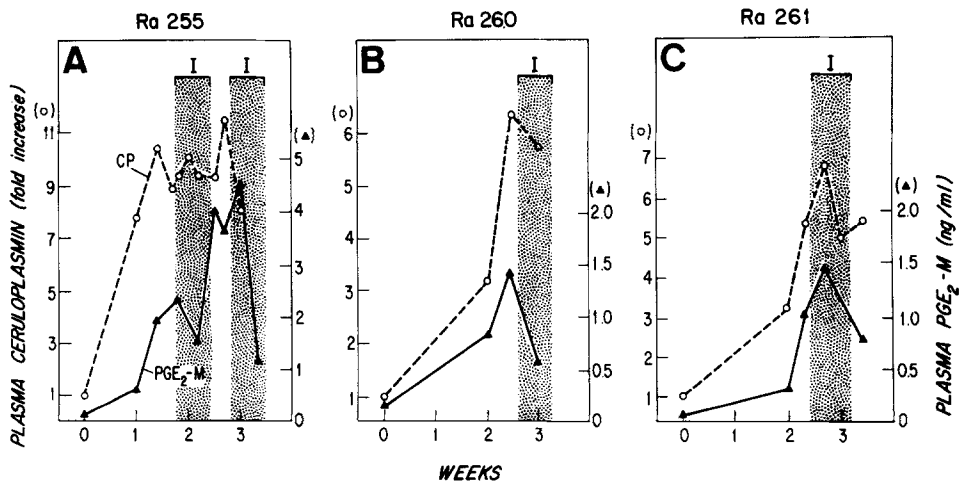 Ra 255
Ra 260
Ra 261
A
B
C
I
I
I
I
(o)
(▲)
(o)
(▲)
(o)
(▲)
PLASMA CERULOPLASMIN (fold increase)
11
9
7
5
3
1
CP
PGE₂-M
5
4
3
2
1
0
6
5
4
3
2
1
2.0
1.5
1.0
0.5
0
7
6
5
4
3
2
1
2.0
1.5
1.0
0.5
0
PLASMA PGE₂-M (ng/ml)
0 1 2 3
0 1 2 3
0 1 2 3
WEEKS